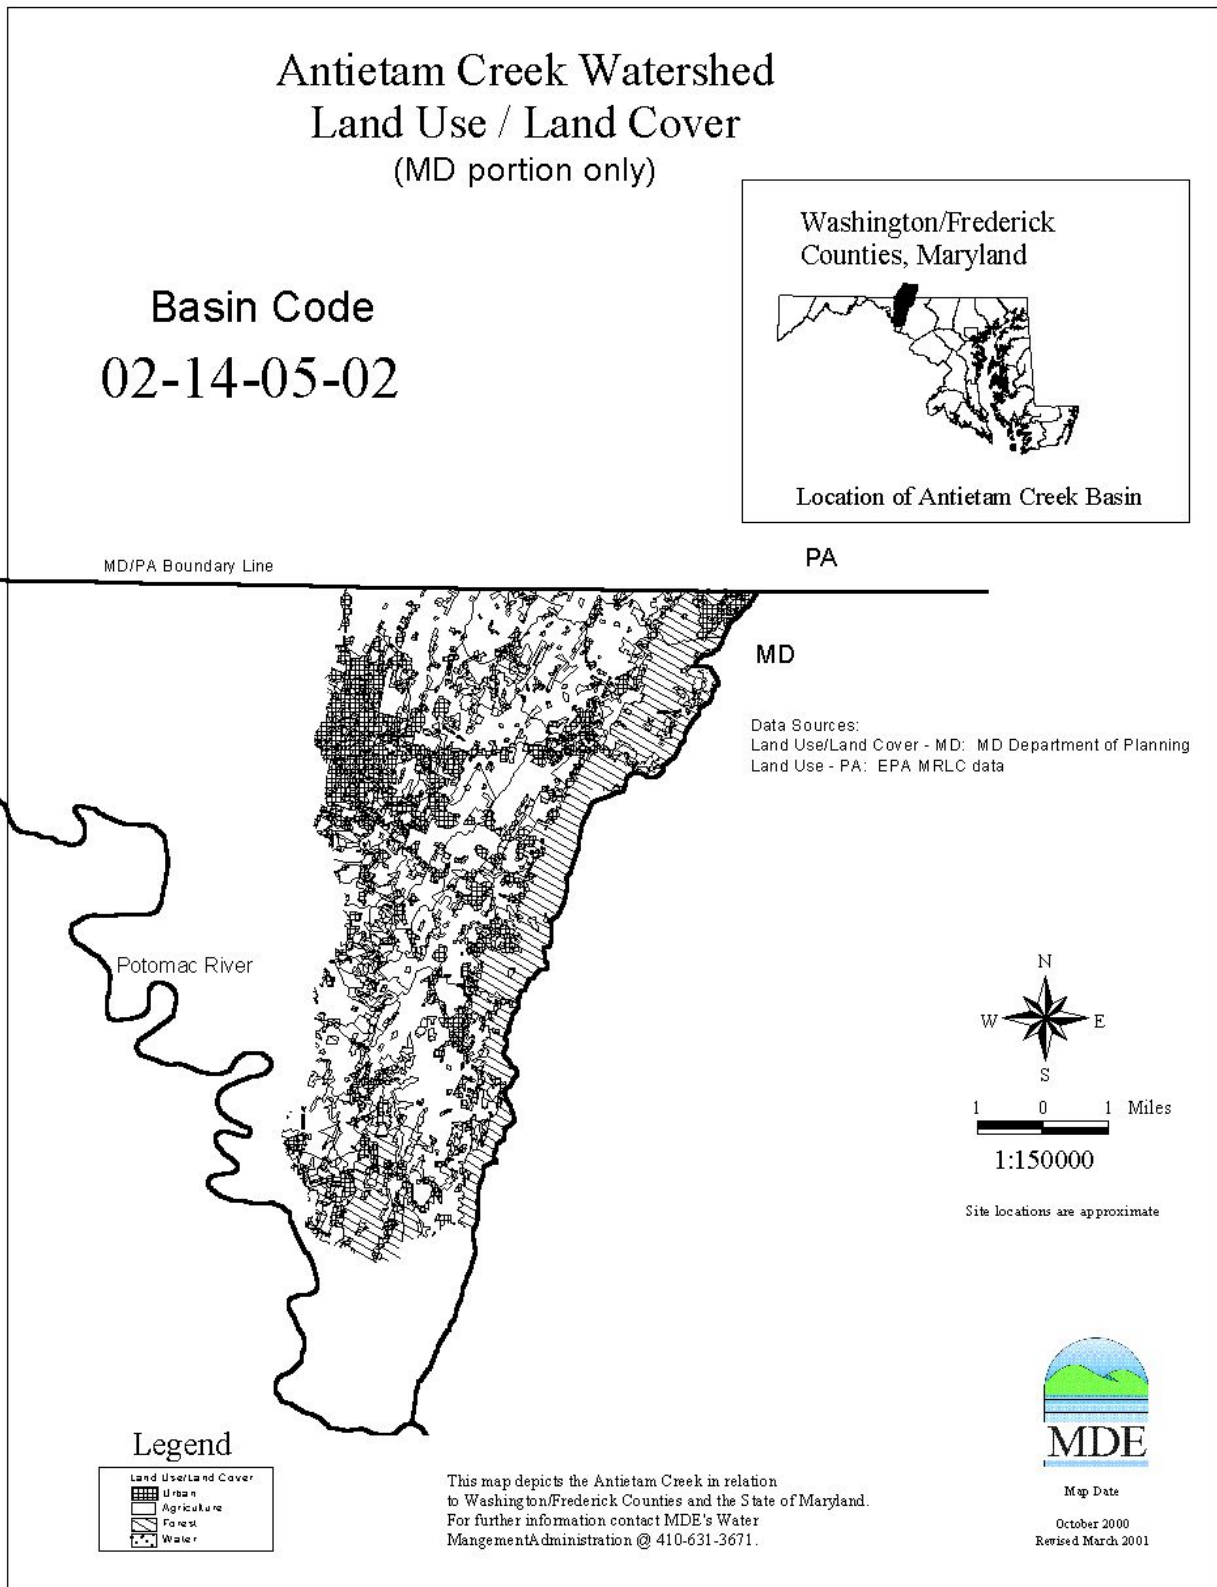 Antietam Creek Watershed
Land Use / Land Cover
(MD portion only)
Washington/Frederick
Counties, Maryland
Basin Code
02-14-05-02
Location of Antietam Creek Basin
PA
MD/PA Boundary Line
MD
Data Sources:
Land Use/Land Cover - MD: MD Department of Planning
Land Use - PA: EPA MRLC data
Potomac River
N
W E
S
1 0 1 Miles
1:150000
Site locations are approximate
Legend
Land Use/Land Cover
Urban
Agriculture
Forest
Water
This map depicts the Antietam Creek in relation
to Washington/Frederick Counties and the State of Maryland.
For further information contact MDE's Water
MangementAdministration @ 410-631-3671.
MDE
Map Date
October 2000
Revised March 2001